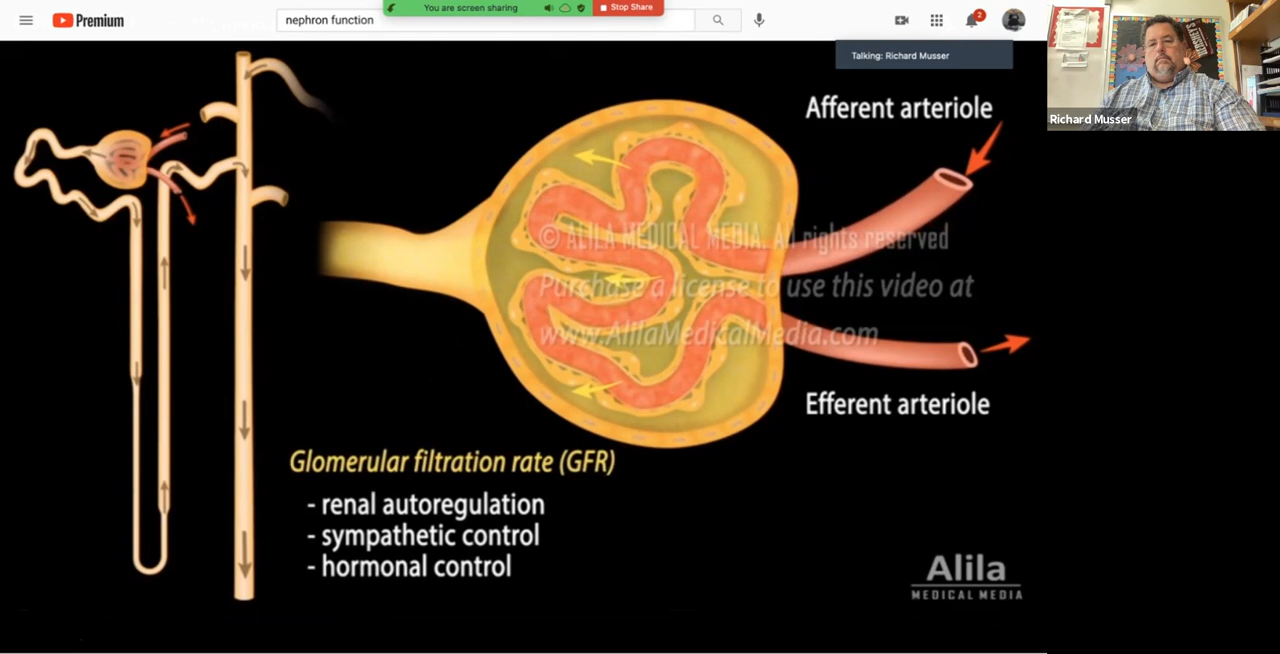 Premium
nephron function
You are screen sharing
Stop Share
2
Talking: Richard Musser
Richard Musser
Afferent arteriole
© ALILA MEDICAL MEDIA. All rights reserved
Purchase a license to use this video at
www.AlilaMedicalMedia.com
Efferent arteriole
Glomerular filtration rate (GFR)
- renal autoregulation
- sympathetic control
- hormonal control
Alila
MEDICAL MEDIA